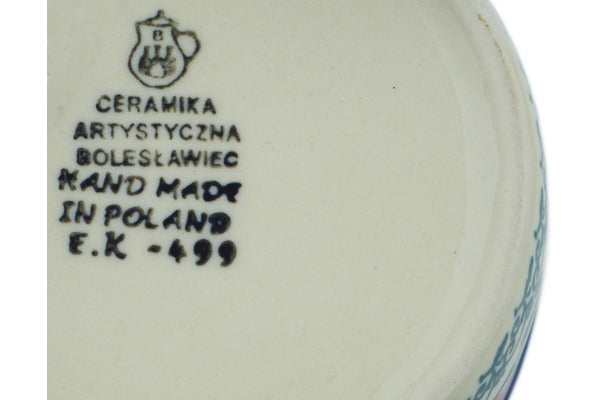 B
CERAMIKA
ARTYSTYCZNA
BOLESŁAWIEC
HAND MADE
IN POLAND
E.K - 499